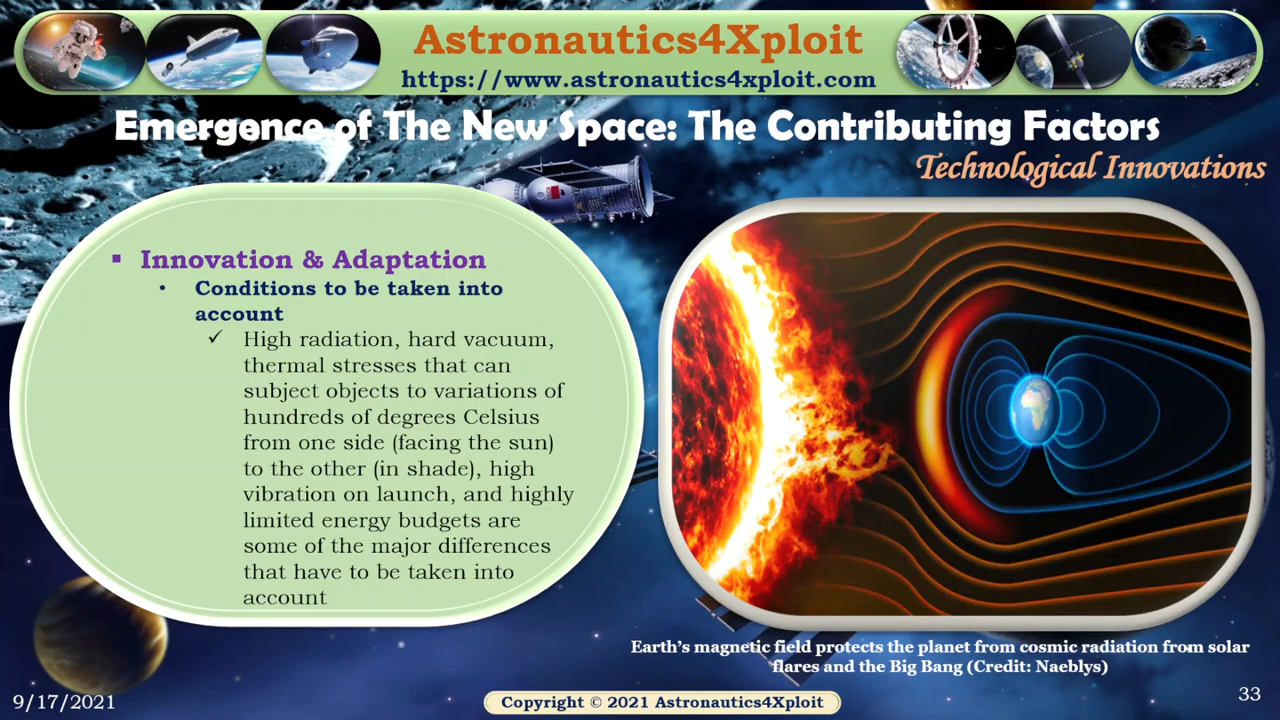 Astronautics4Xploit
https://www.astronautics4xploit.com
Emergence of The New Space: The Contributing Factors
Technological Innovations
▪ Innovation & Adaptation
• Conditions to be taken into
account
✓ High radiation, hard vacuum,
thermal stresses that can
subject objects to variations of
hundreds of degrees Celsius
from one side (facing the sun)
to the other (in shade), high
vibration on launch, and highly
limited energy budgets are
some of the major differences
that have to be taken into
account
Earth's magnetic field protects the planet from cosmic radiation from solar
flares and the Big Bang (Credit: Naeblys)
9/17/2021
Copyright © 2021 Astronautics4Xploit
33